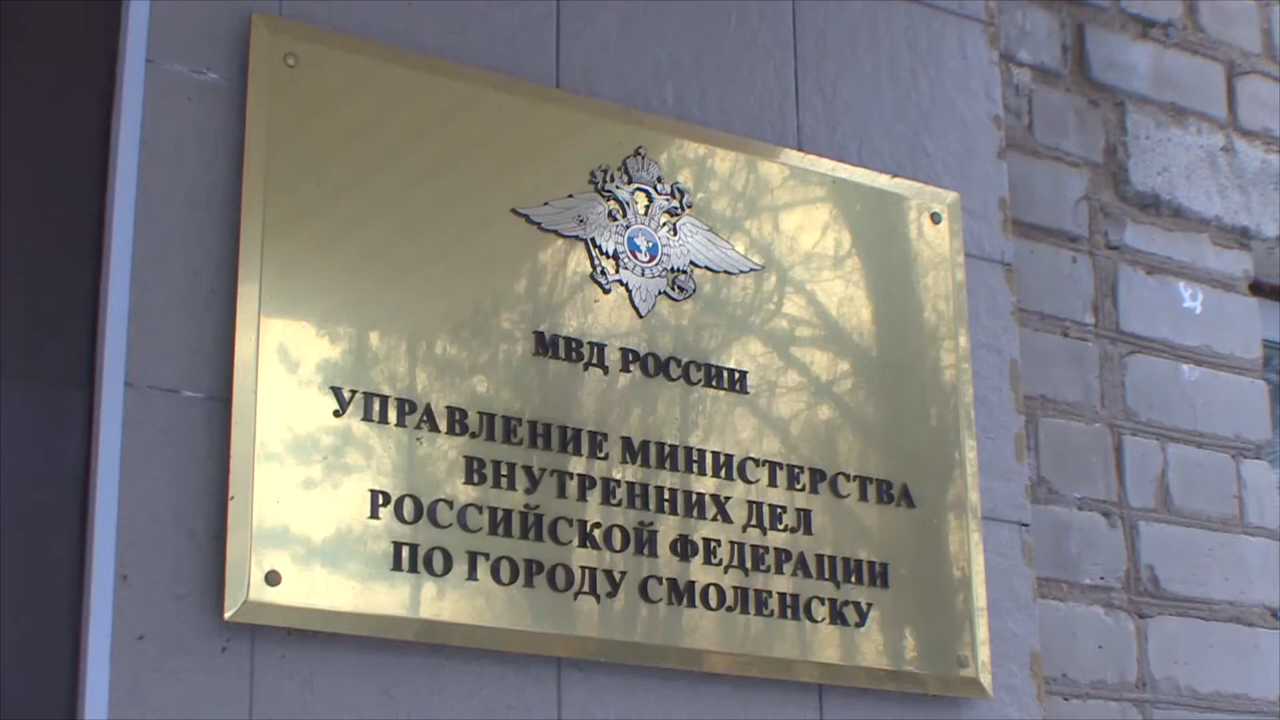 МВД РОССИИ
УПРАВЛЕНИЕ МИНИСТЕРСТВА
ВНУТРЕННИХ ДЕЛ
РОССИЙСКОЙ ФЕДЕРАЦИИ
ПО ГОРОДУ СМОЛЕНСКУ